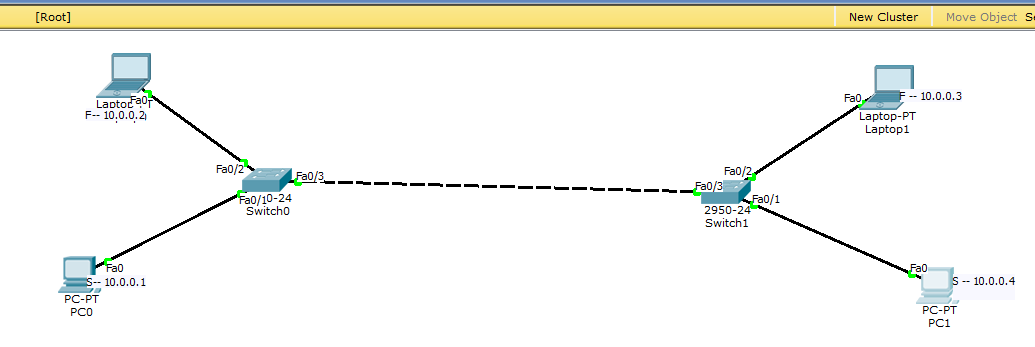 [Root]
New Cluster
Move Object
Fa0
F-- 10.0.0.2
Fa0
F -- 10.0.0.3
Laptop-PT
Laptop1
Fa0/2
Fa0/3
Fa0/1
0-24
Switch0
Fa0/2
Fa0/3
Fa0/1
2950-24
Switch1
Fa0
S-- 10.0.0.1
PC-PT
PC0
Fa0
S -- 10.0.0.4
PC-PT
PC1